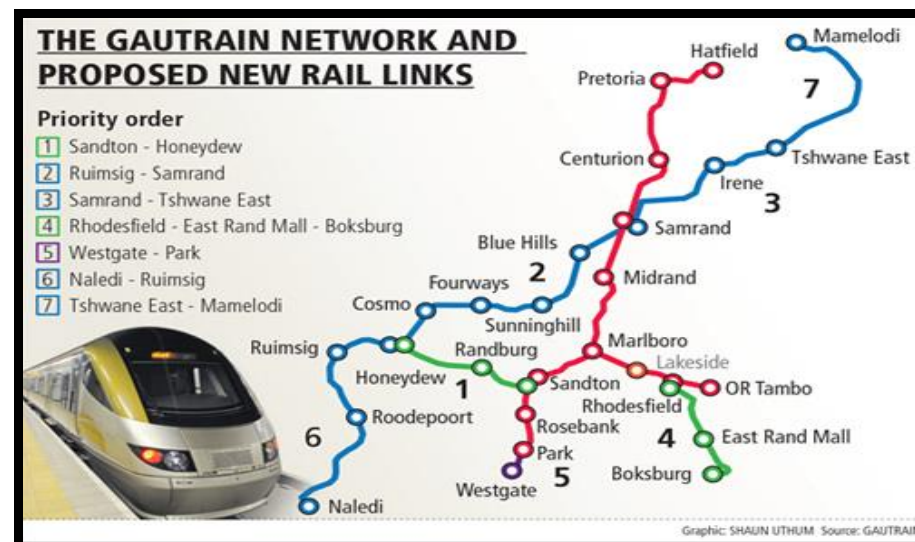 THE GAUTRAIN NETWORK AND
PROPOSED NEW RAIL LINKS
Priority order
1 Sandton - Honeydew
2 Ruimsig - Samrand
3 Samrand - Tshwane East
4 Rhodesfield - East Rand Mall - Boksburg
5 Westgate - Park
6 Naledi - Ruimsig
7 Tshwane East - Mamelodi
Mamelodi
Hatfield
Pretoria
7
Centurion
Tshwane East
Irene
3
Samrand
Blue Hills
2
Midrand
Fourways
Cosmo
Sunninghill
Marlboro
Ruimsig
Randburg
Lakeside
Honeydew
1
Sandton
OR Tambo
Rhodesfield
Roodepoort
Rosebank
6
4
East Rand Mall
Park
5
Boksburg
Westgate
Naledi
Graphic: SHAUN UTHUM Source: GAUTRAIN